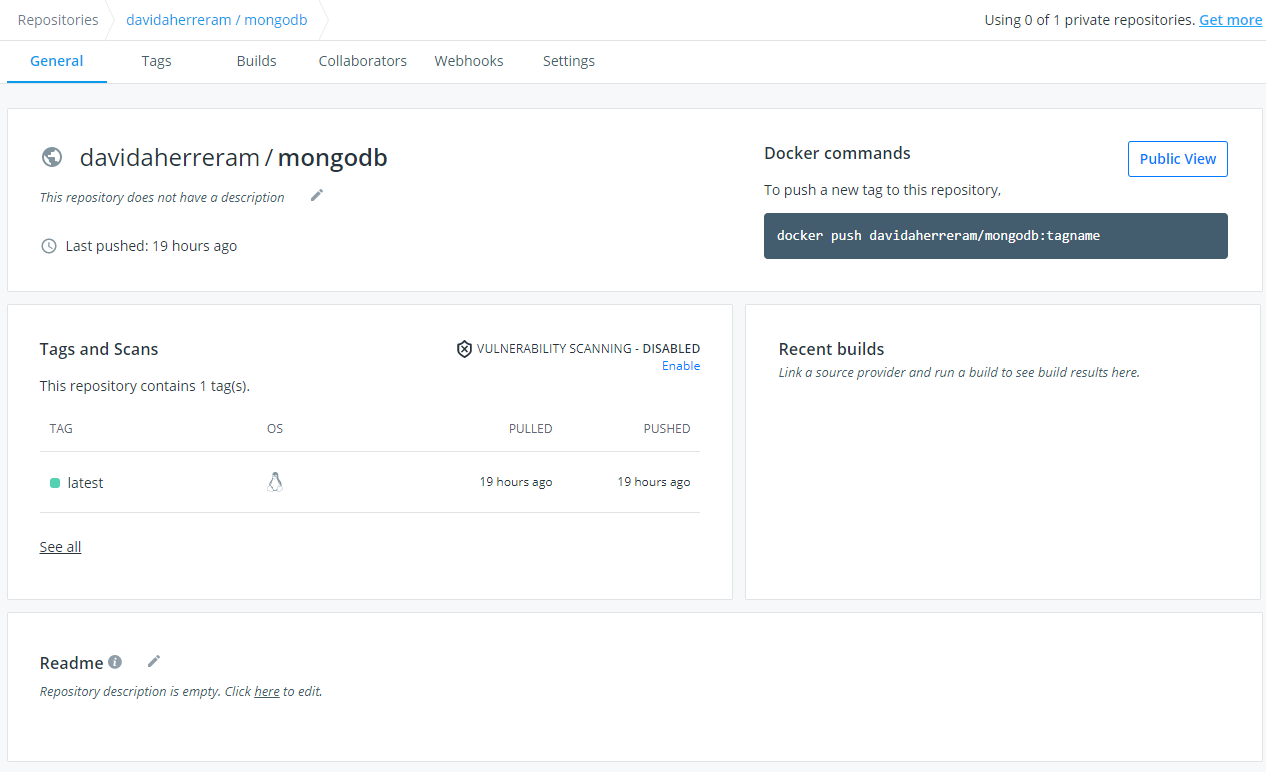 Repositories
davidaherreram / mongodb
Using 0 of 1 private repositories. Get more
General
Tags
Builds
Collaborators
Webhooks
Settings
davidaherreram / mongodb
This repository does not have a description
Last pushed: 19 hours ago
Docker commands
Public View
To push a new tag to this repository,
docker push davidaherreram/mongodb:tagname
Tags and Scans
VULNERABILITY SCANNING - DISABLED
Enable
This repository contains 1 tag(s).
TAG OS PULLED PUSHED
latest 19 hours ago 19 hours ago
See all
Recent builds
Link a source provider and run a build to see build results here.
Readme
Repository description is empty. Click here to edit.